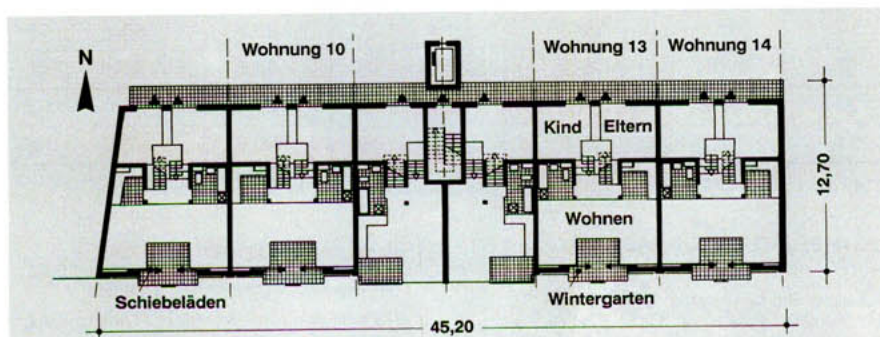 N
Wohnung 10
Wohnung 13
Wohnung 14
Kind Eltern
12,70
Wohnen
Schiebeläden
Wintergarten
45,20